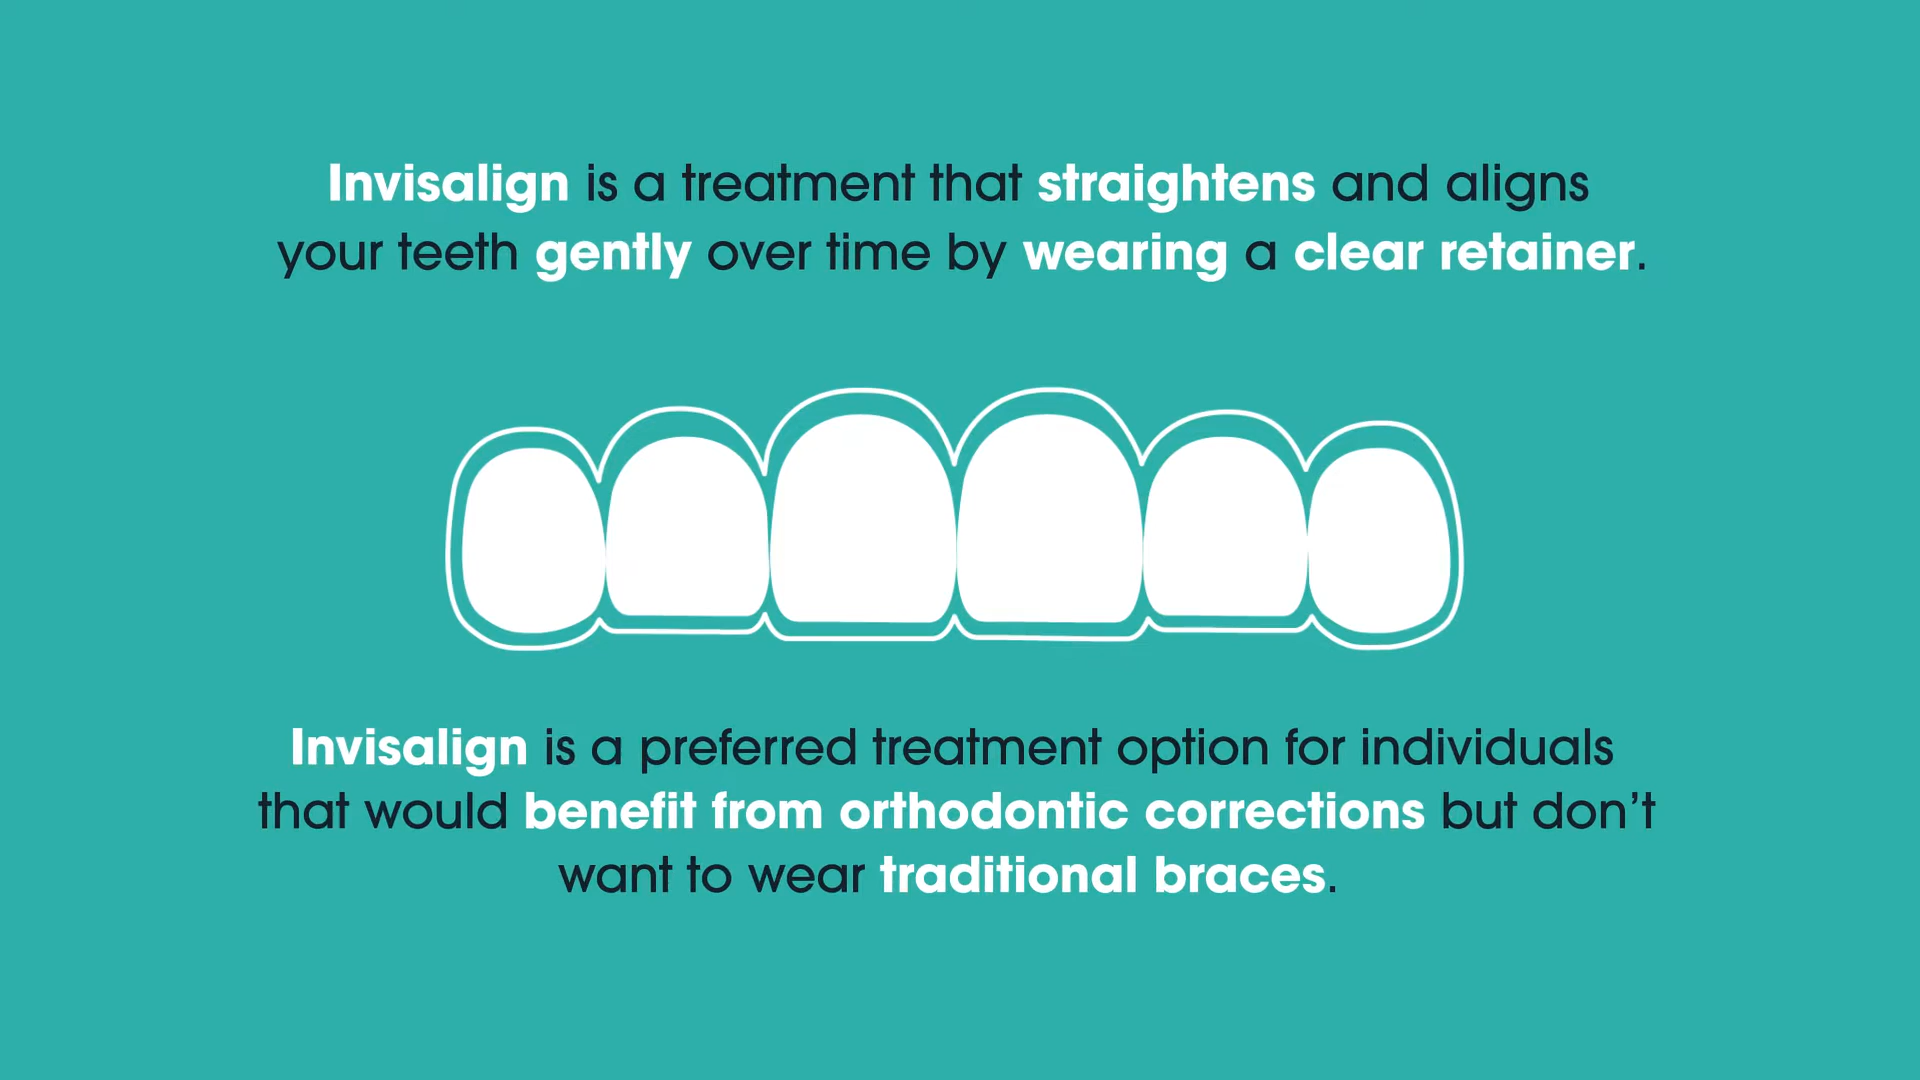 Invisalign is a treatment that straightens and aligns
your teeth gently over time by wearing a clear retainer.
Invisalign is a preferred treatment option for individuals
that would benefit from orthodontic corrections but don’t
want to wear traditional braces.